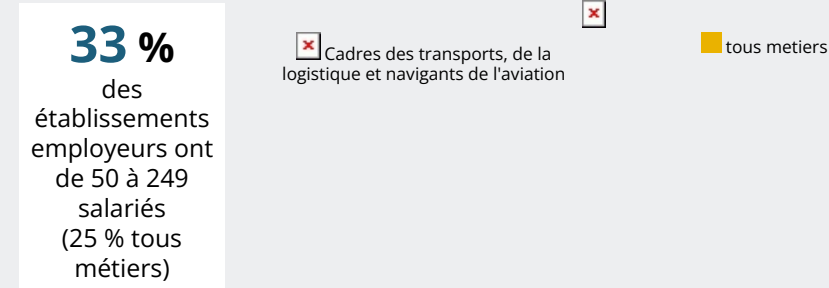 33 %
des
établissements
employeurs ont
de 50 à 249
salariés
(25 % tous
métiers)
Cadres des transports, de la
logistique et navigants de l'aviation
tous metiers